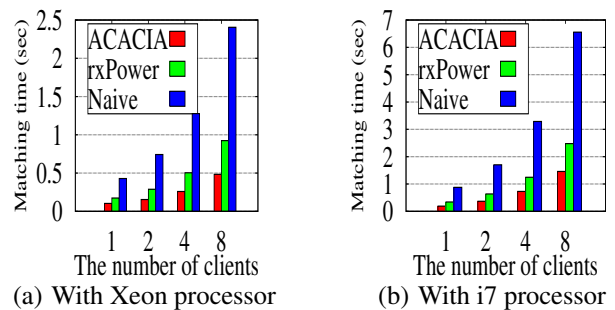 Matching time (sec)
2.5
2
1.5
1
0.5
0
ACACIA
rxPower
Naive
1 2 4 8
The number of clients
(a) With Xeon processor
Matching time (sec)
7
6
5
4
3
2
1
0
ACACIA
rxPower
Naive
1 2 4 8
The number of clients
(b) With i7 processor